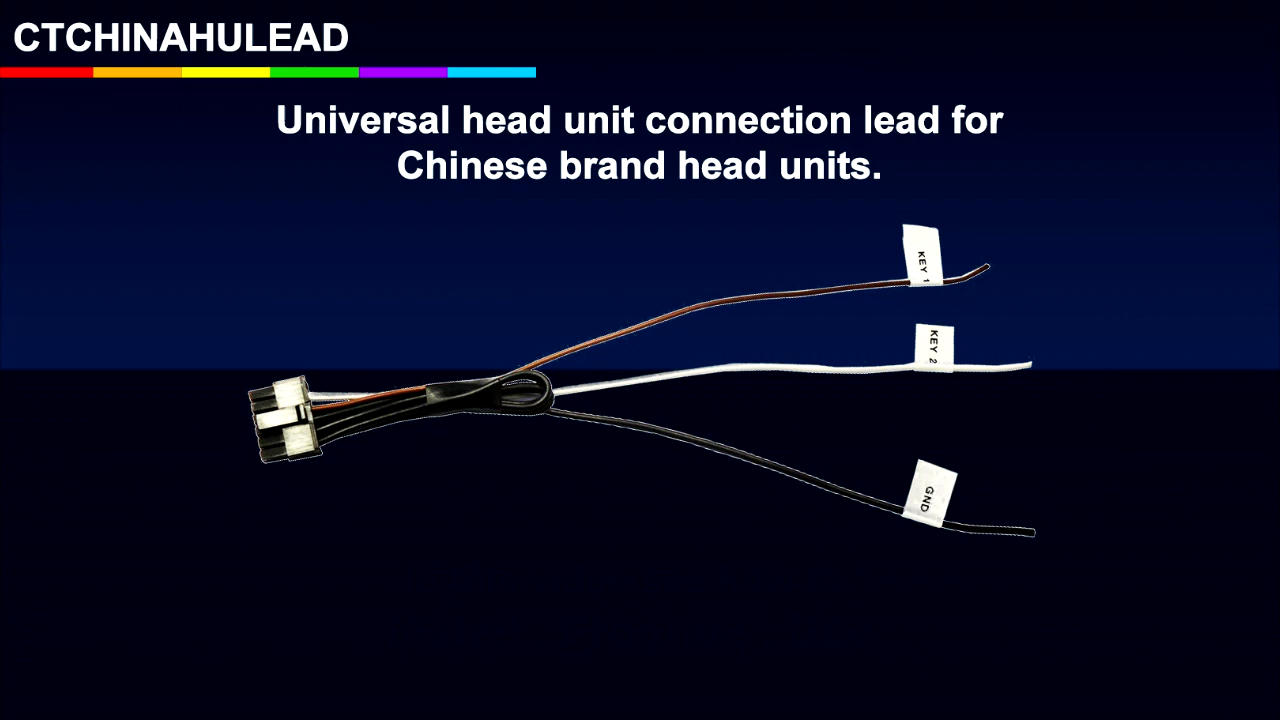 CTCHINAHULEAD
Universal head unit connection lead for
Chinese brand head units.
KEY 1
KEY 2
GND